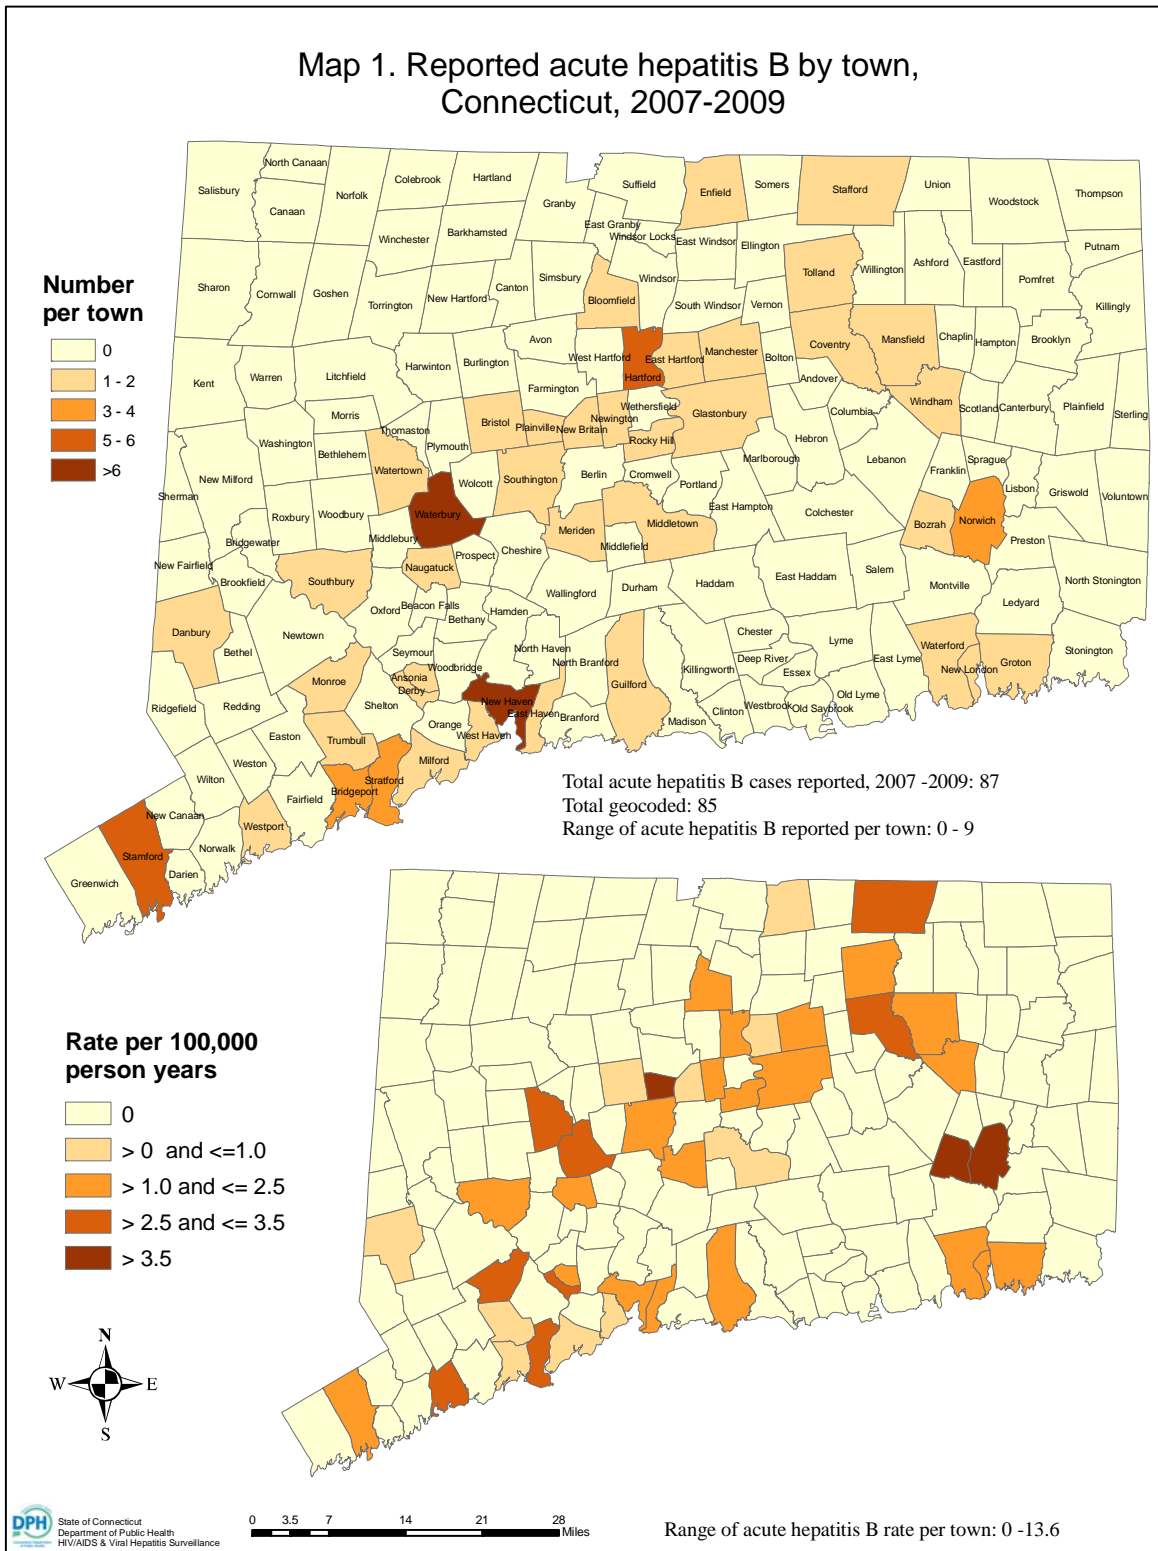 Map 1. Reported acute hepatitis B by town,
Connecticut, 2007-2009
North Canaan
Colebrook
Hartland
Suffield
Enfield
Somers
Stafford
Union
Salisbury
Canaan
Norfolk
Granby
Woodstock
Thompson
Winchester
Barkhamsted
East Granby
Windsor Locks
East Windsor
Ellington
Putnam
Sharon
Cornwall
Goshen
Torrington
New Hartford
Canton
Simsbury
Bloomfield
Windsor
South Windsor
Vernon
Tolland
Willington
Ashford
Eastford
Pomfret
Killingly
Number
per town
0
1 - 2
3 - 4
5 - 6
>6
Kent
Warren
Litchfield
Harwinton
Burlington
Avon
West Hartford
Hartford
East Hartford
Manchester
Bolton
Coventry
Mansfield
Chaplin
Hampton
Brooklyn
Farmington
Andover
Morris
Thomaston
Plymouth
Bristol
Plainville
New Britain
Newington
Wethersfield
Glastonbury
Columbia
Windham
Scotland
Canterbury
Plainfield
Sterling
Washington
Bethlehem
Watertown
Rocky Hill
Hebron
Marlborough
Lebanon
Franklin
Sprague
Sherman
New Milford
Roxbury
Woodbury
Waterbury
Wolcott
Southington
Berlin
Cromwell
Portland
East Hampton
Colchester
Bozrah
Norwich
Lisbon
Griswold
Voluntown
Bridgewater
Middlebury
Cheshire
Meriden
Middletown
Middlefield
Preston
New Fairfield
Brookfield
Southbury
Naugatuck
Prospect
Wallingford
Durham
Haddam
East Haddam
Salem
Montville
North Stonington
Ledyard
Oxford
Beacon Falls
Bethany
Hamden
Danbury
Bethel
Newtown
Seymour
Woodbridge
North Haven
North Branford
Guilford
Killingworth
Chester
Deep River
Essex
Lyme
East Lyme
Waterford
New London
Groton
Stonington
Monroe
Ansonia
Derby
Ridgefield
Redding
Shelton
Orange
New Haven
East Haven
West Haven
Branford
Madison
Clinton
Westbrook
Old Saybrook
Old Lyme
Easton
Trumbull
Milford
Weston
Wilton
Bridgeport
Stratford
Fairfield
New Canaan
Westport
Norwalk
Stamford
Darien
Greenwich
Total acute hepatitis B cases reported, 2007 -2009: 87
Total geocoded: 85
Range of acute hepatitis B reported per town: 0 - 9
Rate per 100,000
person years
0
> 0 and <=1.0
> 1.0 and <= 2.5
> 2.5 and <= 3.5
> 3.5
N
W
E
S
DPH
State of Connecticut
Department of Public Health
HIV/AIDS & Viral Hepatitis Surveillance
0 3.5 7 14 21 28
Miles
Range of acute hepatitis B rate per town: 0 -13.6